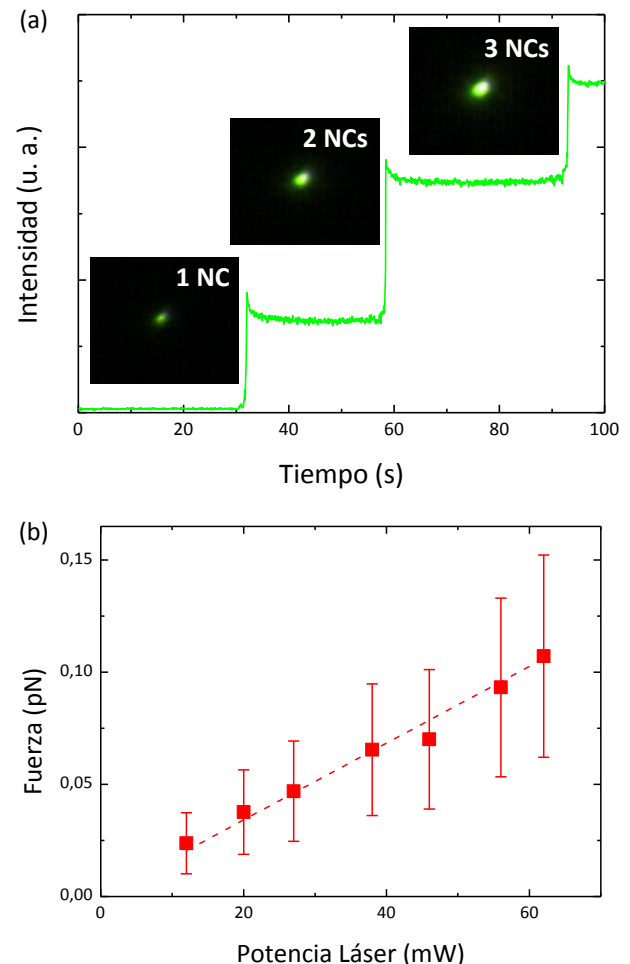 (a)
3 NCs
2 NCs
1 NC
Intensidad (u. a.)
0 20 40 60 80 100
Tiempo (s)
(b)
0,15
0,10
0,05
0,00
Fuerza (pN)
0 20 40 60
Potencia Láser (mW)